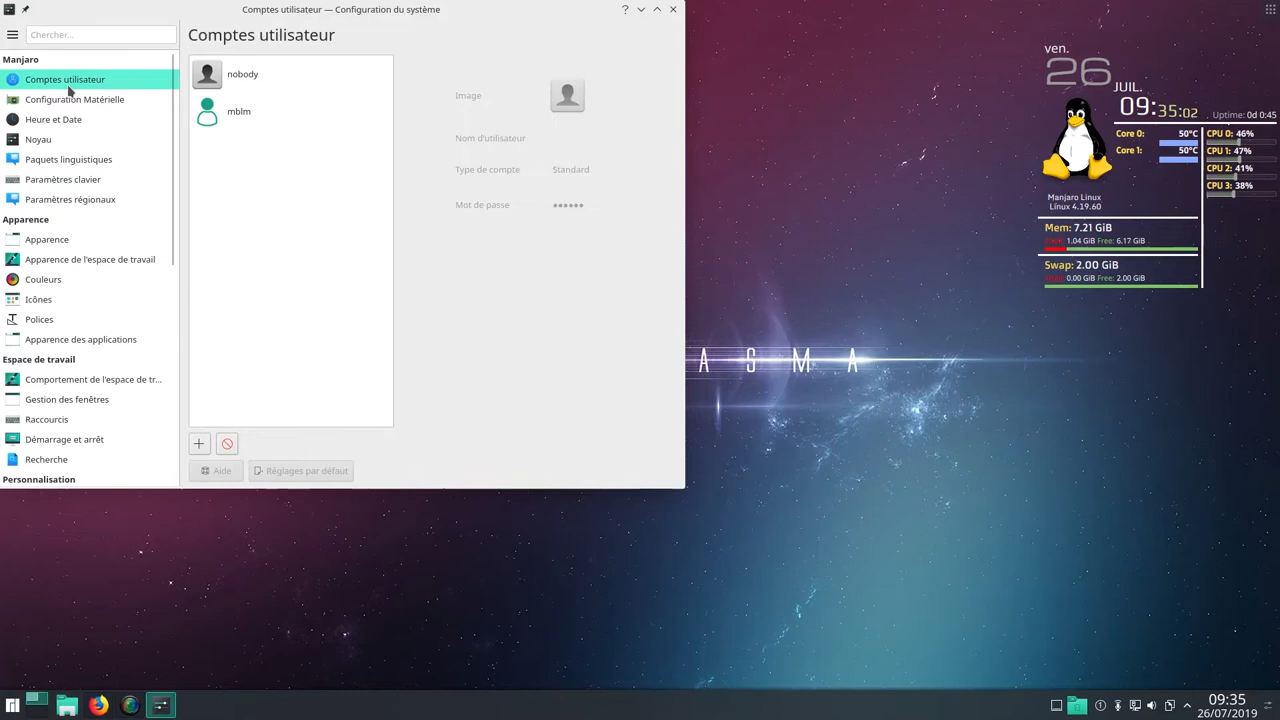 Comptes utilisateur — Configuration du système
Chercher...
Comptes utilisateur
Manjaro
Comptes utilisateur
Configuration Matérielle
Heure et Date
Noyau
Paquets linguistiques
Paramètres clavier
Paramètres régionaux
Apparence
Apparence
Apparence de l'espace de travail
Couleurs
Icônes
Polices
Apparence des applications
Espace de travail
Comportement de l'espace de tr...
Gestion des fenêtres
Raccourcis
Démarrage et arrêt
Recherche
Personnalisation
nobody
mblm
Image
Nom d'utilisateur
Type de compte Standard
Mot de passe ••••••
Aide
Réglages par défaut
ven.
26
JUIL.
09:35:02
Uptime: 0d 0:45
Core 0: 50°C
Core 1: 50°C
CPU 0: 46%
CPU 1: 47%
CPU 2: 41%
CPU 3: 38%
Manjaro Linux
Linux 4.19.60
Mem: 7.21 GiB
1.04 GiB Free: 6.17 GiB
Swap: 2.00 GiB
0.00 GiB Free: 2.00 GiB
A S M A
09:35
26/07/2019